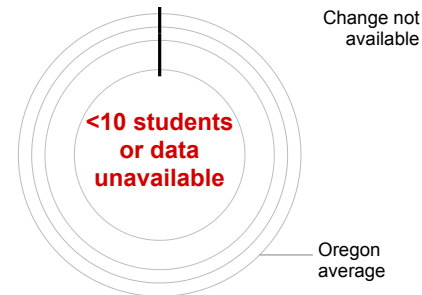 Change not
available
<10 students
or data
unavailable
Oregon
average